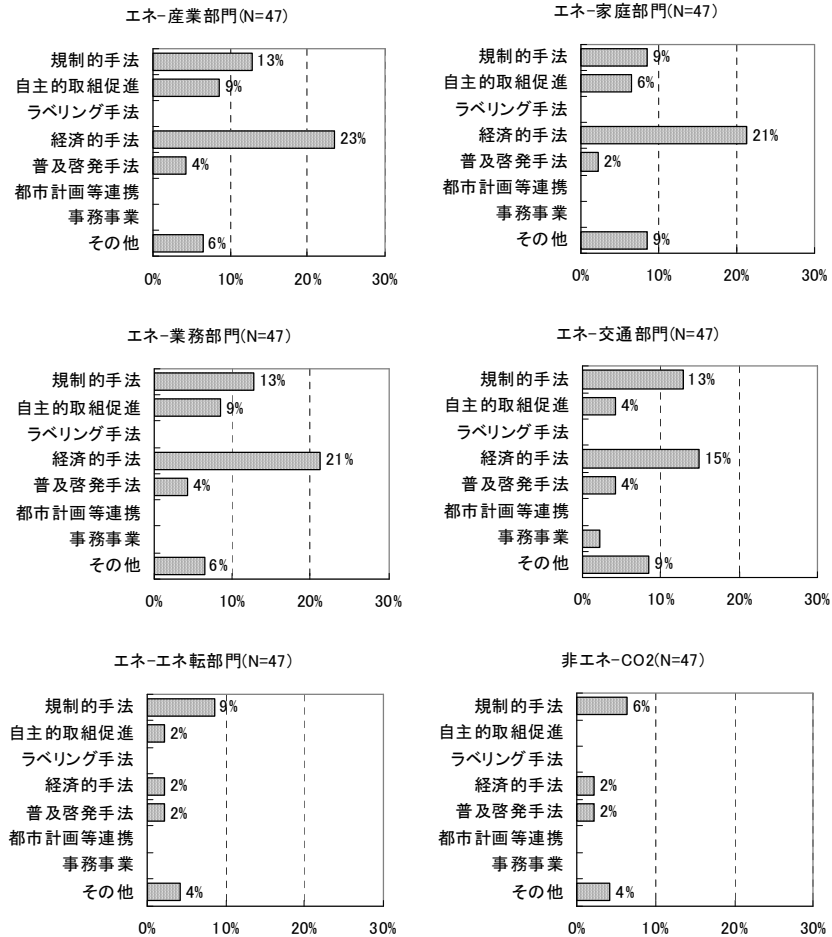 エネ-産業部門(N=47)
規制的手法 13%
自主的取組促進 9%
ラベリング手法
経済的手法 23%
普及啓発手法 4%
都市計画等連携
事務事業
その他 6%
0% 10% 20% 30%
エネ-家庭部門(N=47)
規制的手法 9%
自主的取組促進 6%
ラベリング手法
経済的手法 21%
普及啓発手法 2%
都市計画等連携
事務事業
その他 9%
0% 10% 20% 30%
エネ-業務部門(N=47)
規制的手法 13%
自主的取組促進 9%
ラベリング手法
経済的手法 21%
普及啓発手法 4%
都市計画等連携
事務事業
その他 6%
0% 10% 20% 30%
エネ-交通部門(N=47)
規制的手法 13%
自主的取組促進 4%
ラベリング手法
経済的手法 15%
普及啓発手法 4%
都市計画等連携
事務事業
その他 9%
0% 10% 20% 30%
エネ-エネ転部門(N=47)
規制的手法 9%
自主的取組促進 2%
ラベリング手法
経済的手法 2%
普及啓発手法 2%
都市計画等連携
事務事業
その他 4%
0% 10% 20% 30%
非エネ-CO2(N=47)
規制的手法 6%
自主的取組促進
ラベリング手法
経済的手法 2%
普及啓発手法 2%
都市計画等連携
事務事業
その他 4%
0% 10% 20% 30%